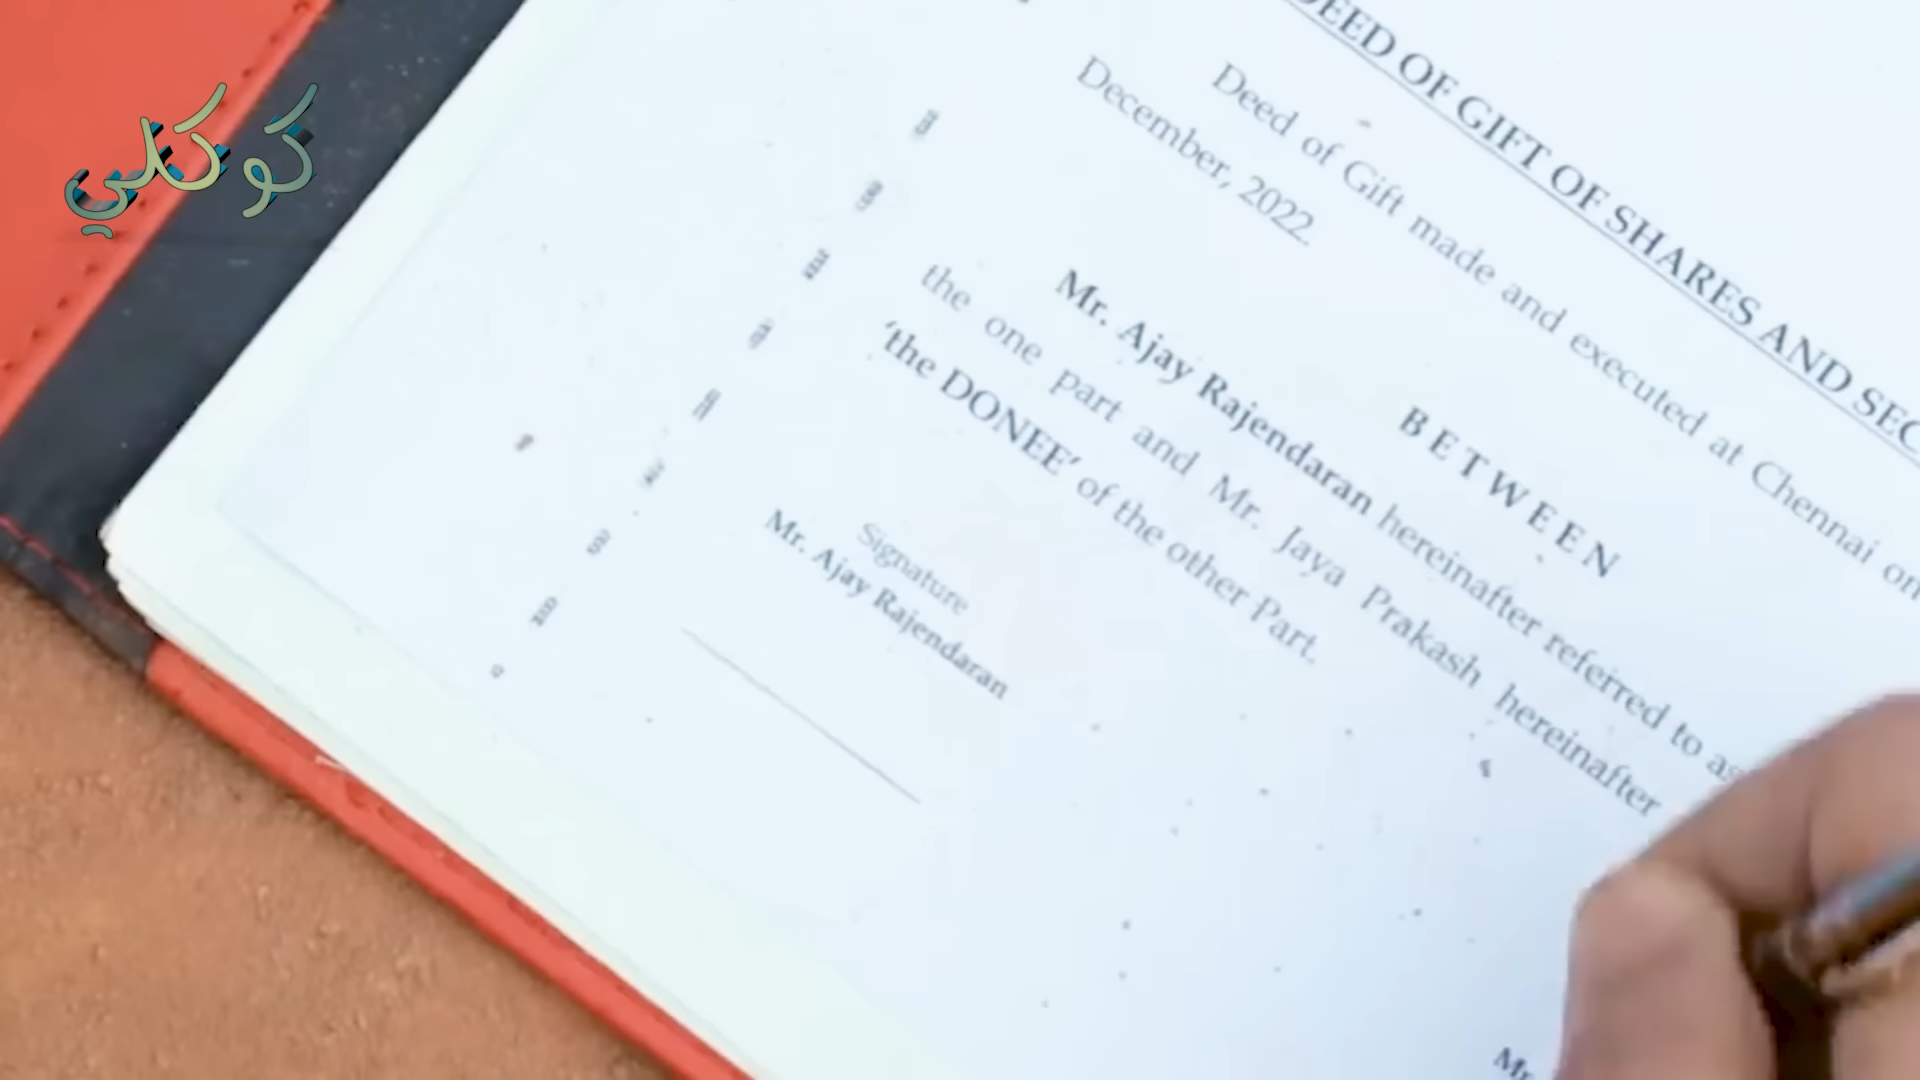 كوكلي
DEED OF GIFT OF SHARES AND SEC
Deed of Gift made and executed at Chennai on
December, 2022.
BETWEEN
Mr. Ajay Rajendaran hereinafter referred to as
the one part and Mr. Jaya Prakash hereinafter
‘the DONEE’ of the other Part.
Signature
Mr. Ajay Rajendaran
Mr.